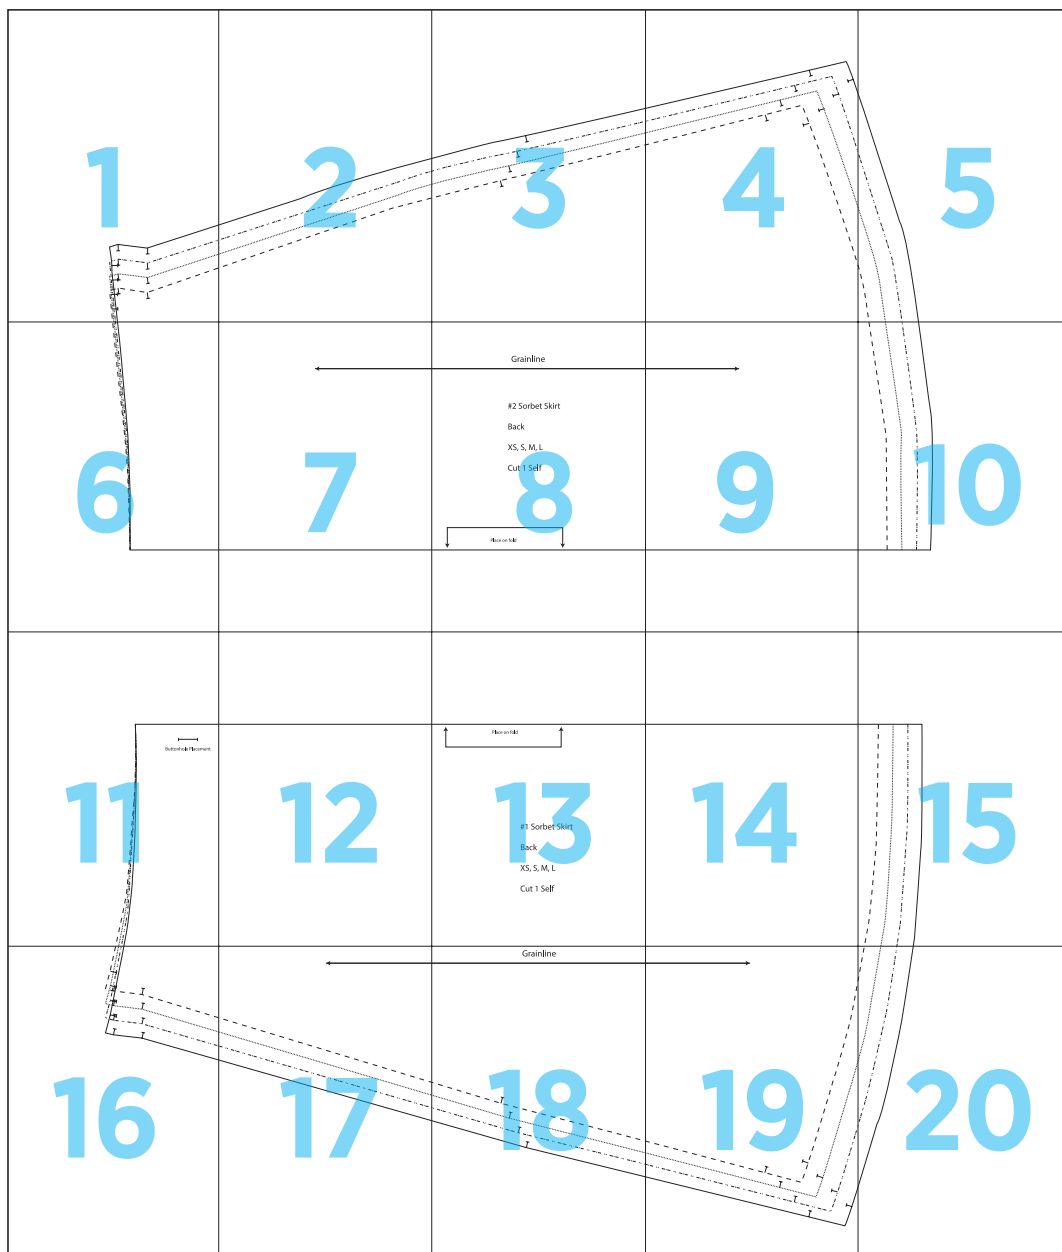 1
2
3
4
5
Grainline
#2 Sorbet Skirt
Back
XS, S, M, L
Cut 1 Self
6
7
8
9
10
Place on fold
Place on fold
Buttonhole Placement
11
12
13
14
15
#1 Sorbet Skirt
Back
XS, S, M, L
Cut 1 Self
Grainline
16
17
18
19
20